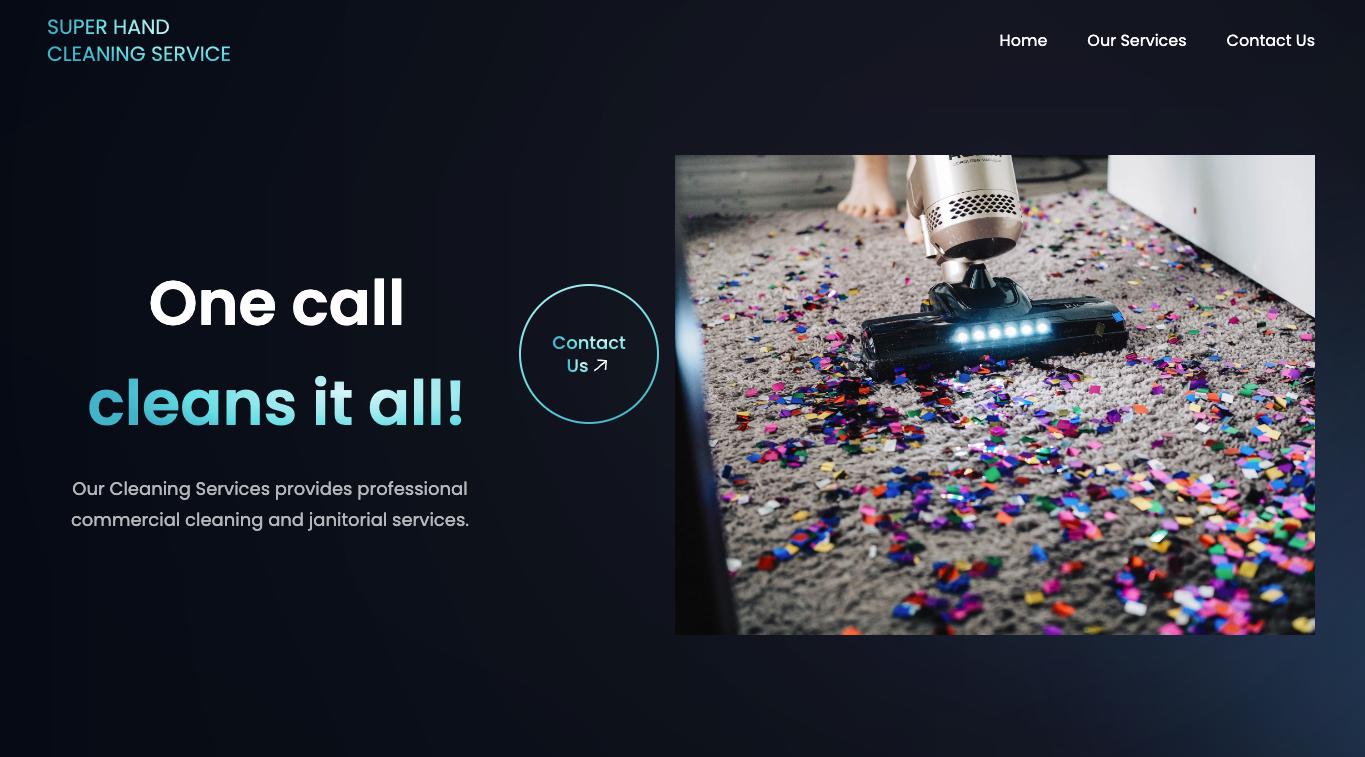 SUPER HAND
CLEANING SERVICE
Home
Our Services
Contact Us
One call
cleans it all!
Contact
Us
Our Cleaning Services provides professional
commercial cleaning and janitorial services.